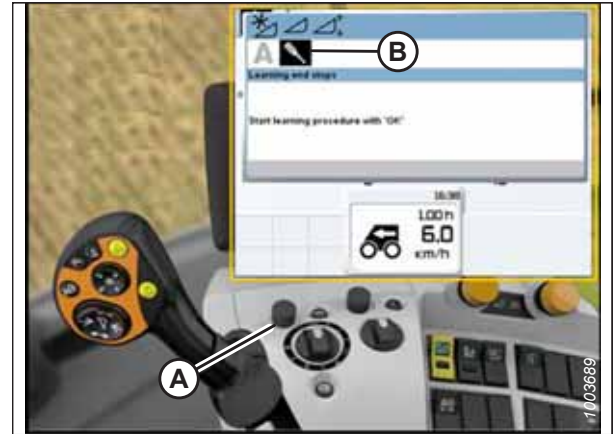 A
B
Learning end stops
Start learning procedure with 'OK'
16:30
1.00 h
6.0
km/h
A
1003689